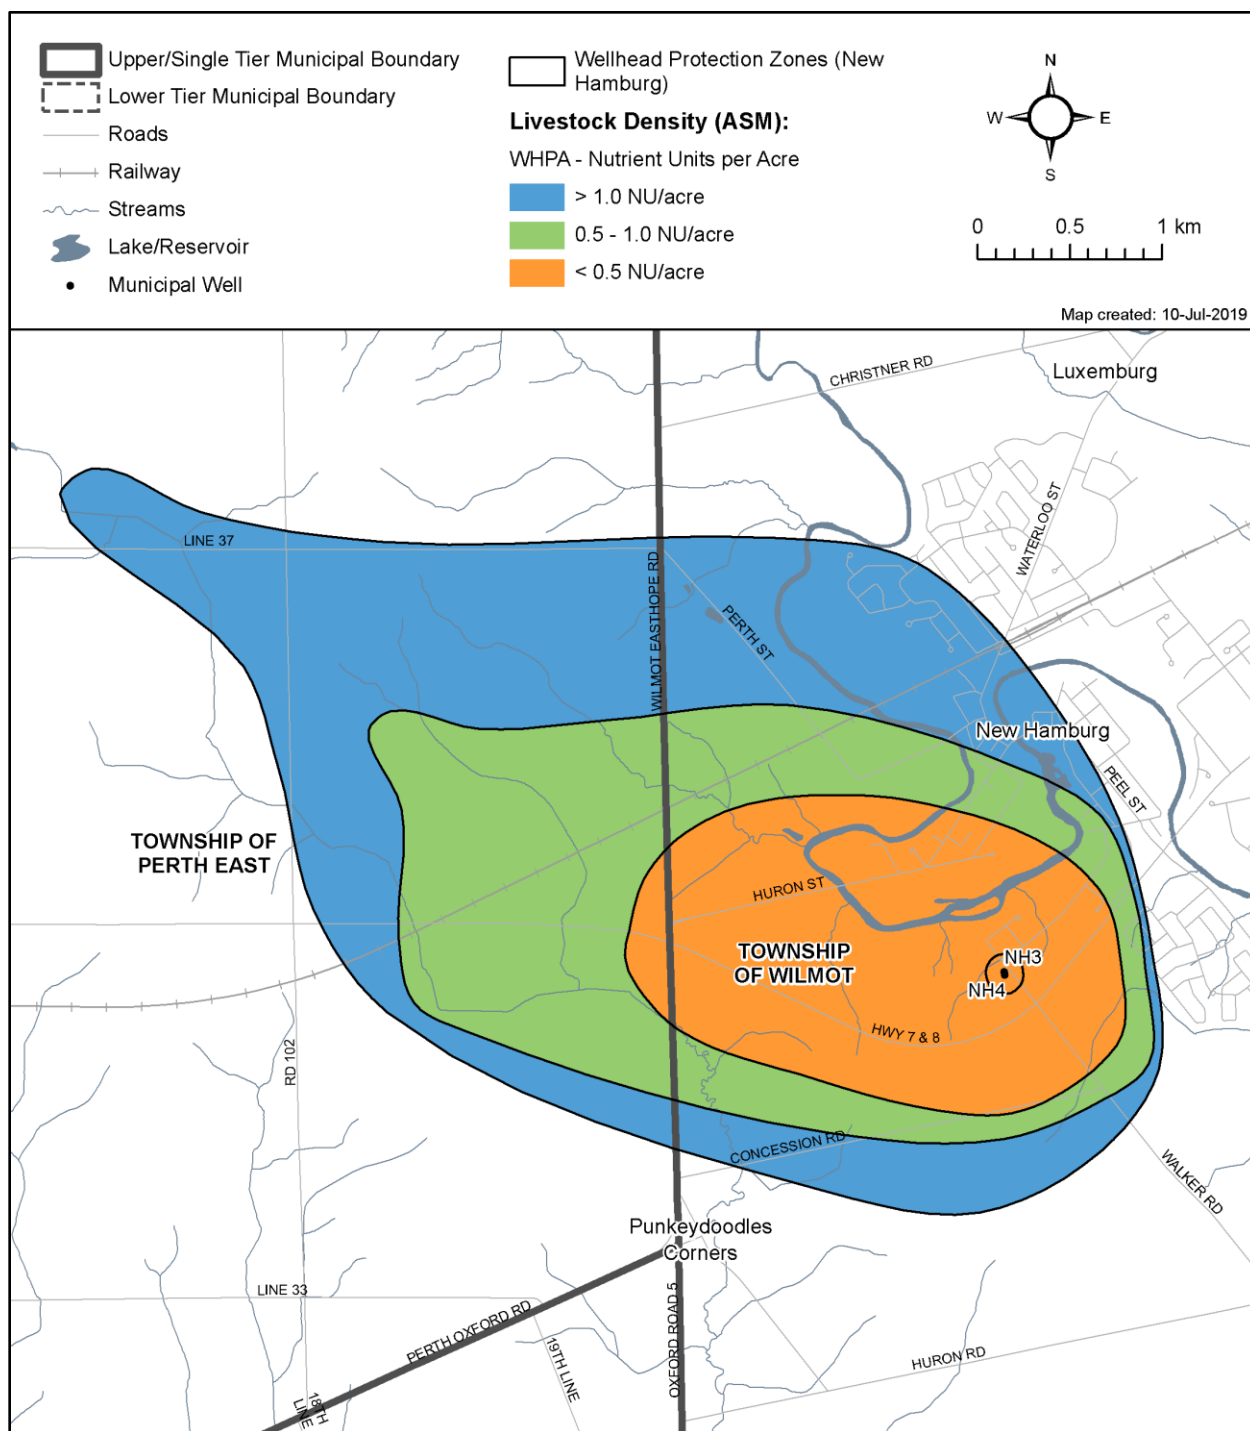 Upper/Single Tier Municipal Boundary
Lower Tier Municipal Boundary
Roads
Railway
Streams
Lake/Reservoir
Municipal Well
Wellhead Protection Zones (New
Hamburg)
Livestock Density (ASM):
WHPA - Nutrient Units per Acre
> 1.0 NU/acre
0.5 - 1.0 NU/acre
< 0.5 NU/acre
N
W
E
S
0 0.5 1 km
Map created: 10-Jul-2019
CHRISTNER RD
Luxemburg
WATERLOO ST
LINE 37
WILMOT EASTHOPE RD
PERTH ST
New Hamburg
PEEL ST
TOWNSHIP OF
PERTH EAST
HURON ST
TOWNSHIP
OF WILMOT
NH3
NH4
HWY 7 & 8
RD 102
CONCESSION RD
WALKER RD
Punkeydoodles
Corners
LINE 33
PERTH OXFORD RD
OXFORD ROAD 5
19TH LINE
18TH
LINE
HURON RD